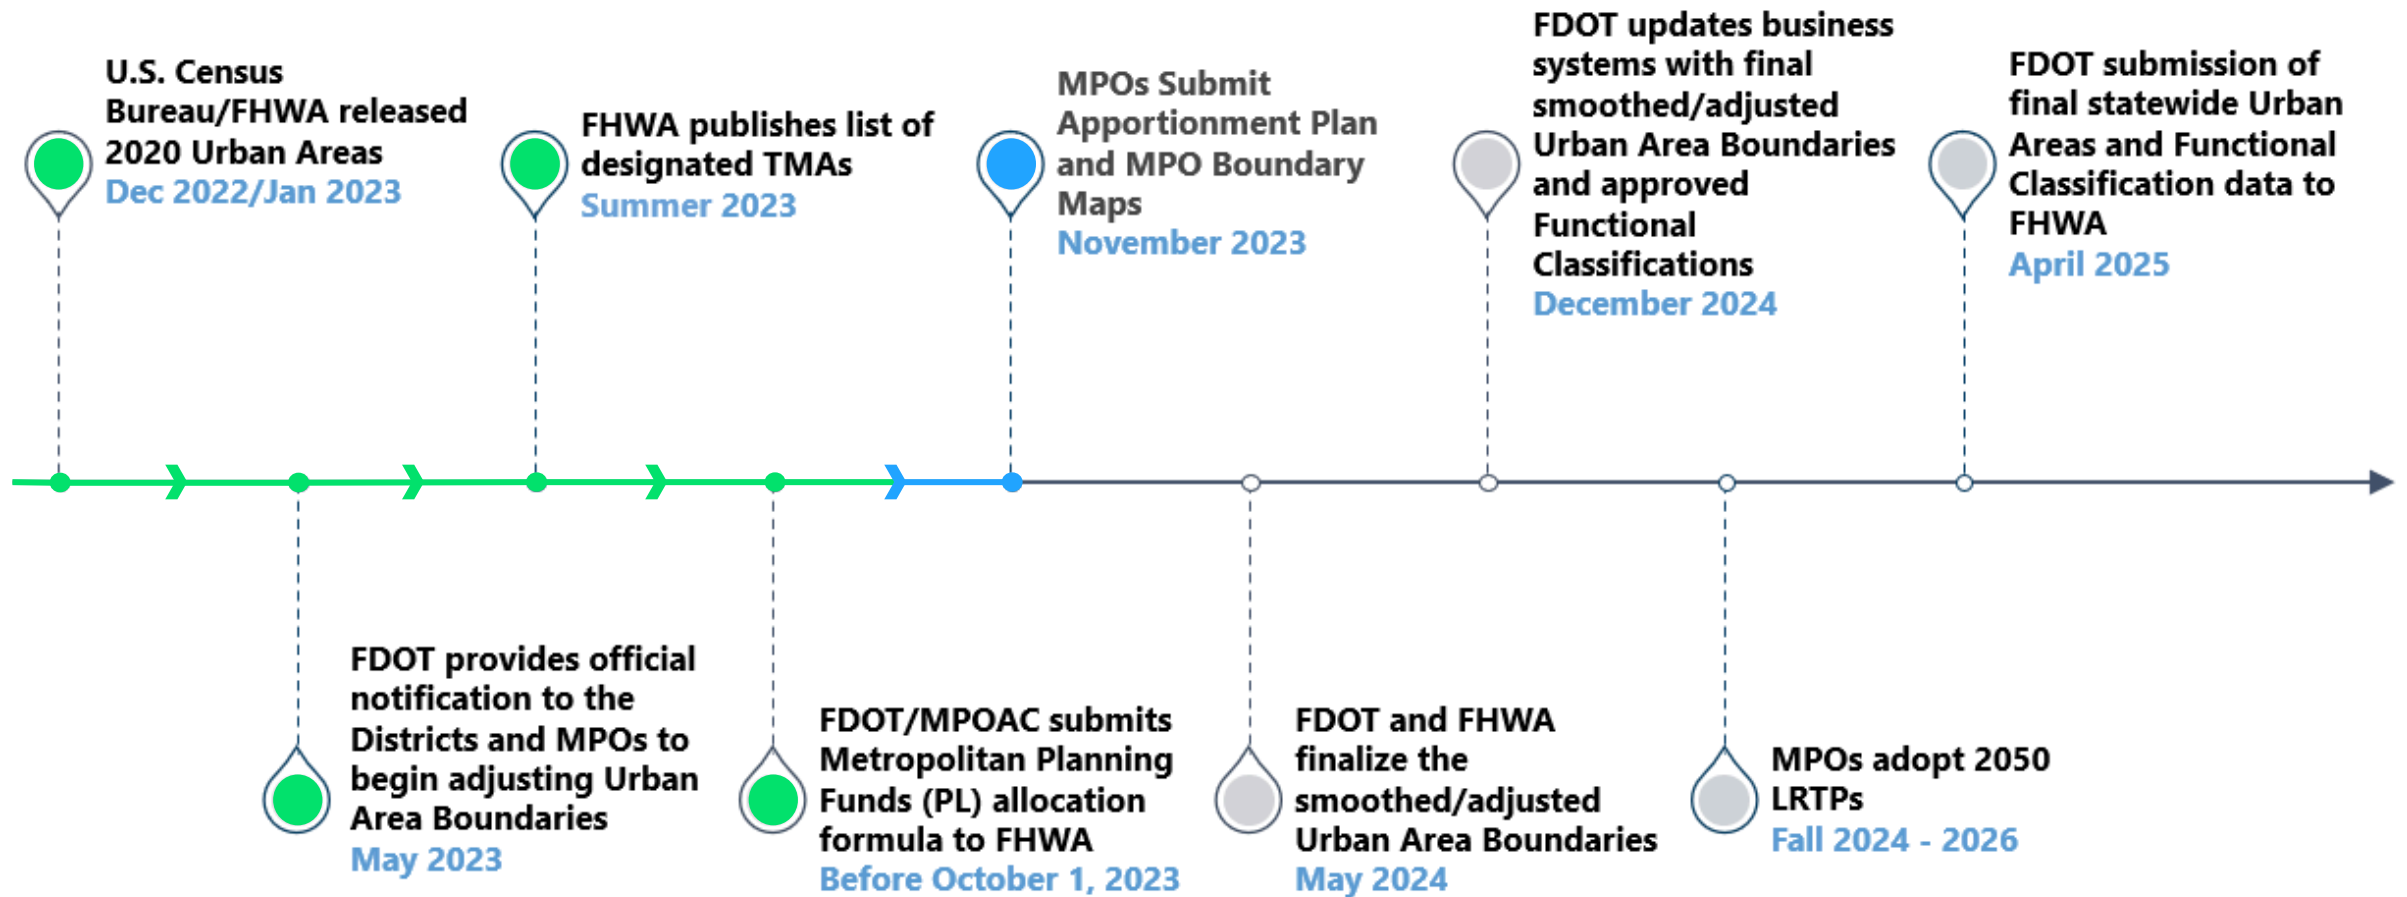 U.S. Census
Bureau/FHWA released
2020 Urban Areas
Dec 2022/Jan 2023
FDOT provides official
notification to the
Districts and MPOs to
begin adjusting Urban
Area Boundaries
May 2023
FHWA publishes list of
designated TMAs
Summer 2023
FDOT/MPOAC submits
Metropolitan Planning
Funds (PL) allocation
formula to FHWA
Before October 1, 2023
MPOs Submit
Apportionment Plan
and MPO Boundary
Maps
November 2023
FDOT and FHWA
finalize the
smoothed/adjusted
Urban Area Boundaries
May 2024
FDOT updates business
systems with final
smoothed/adjusted
Urban Area Boundaries
and approved
Functional
Classifications
December 2024
MPOs adopt 2050
LRTPs
Fall 2024 - 2026
FDOT submission of
final statewide Urban
Areas and Functional
Classification data to
FHWA
April 2025